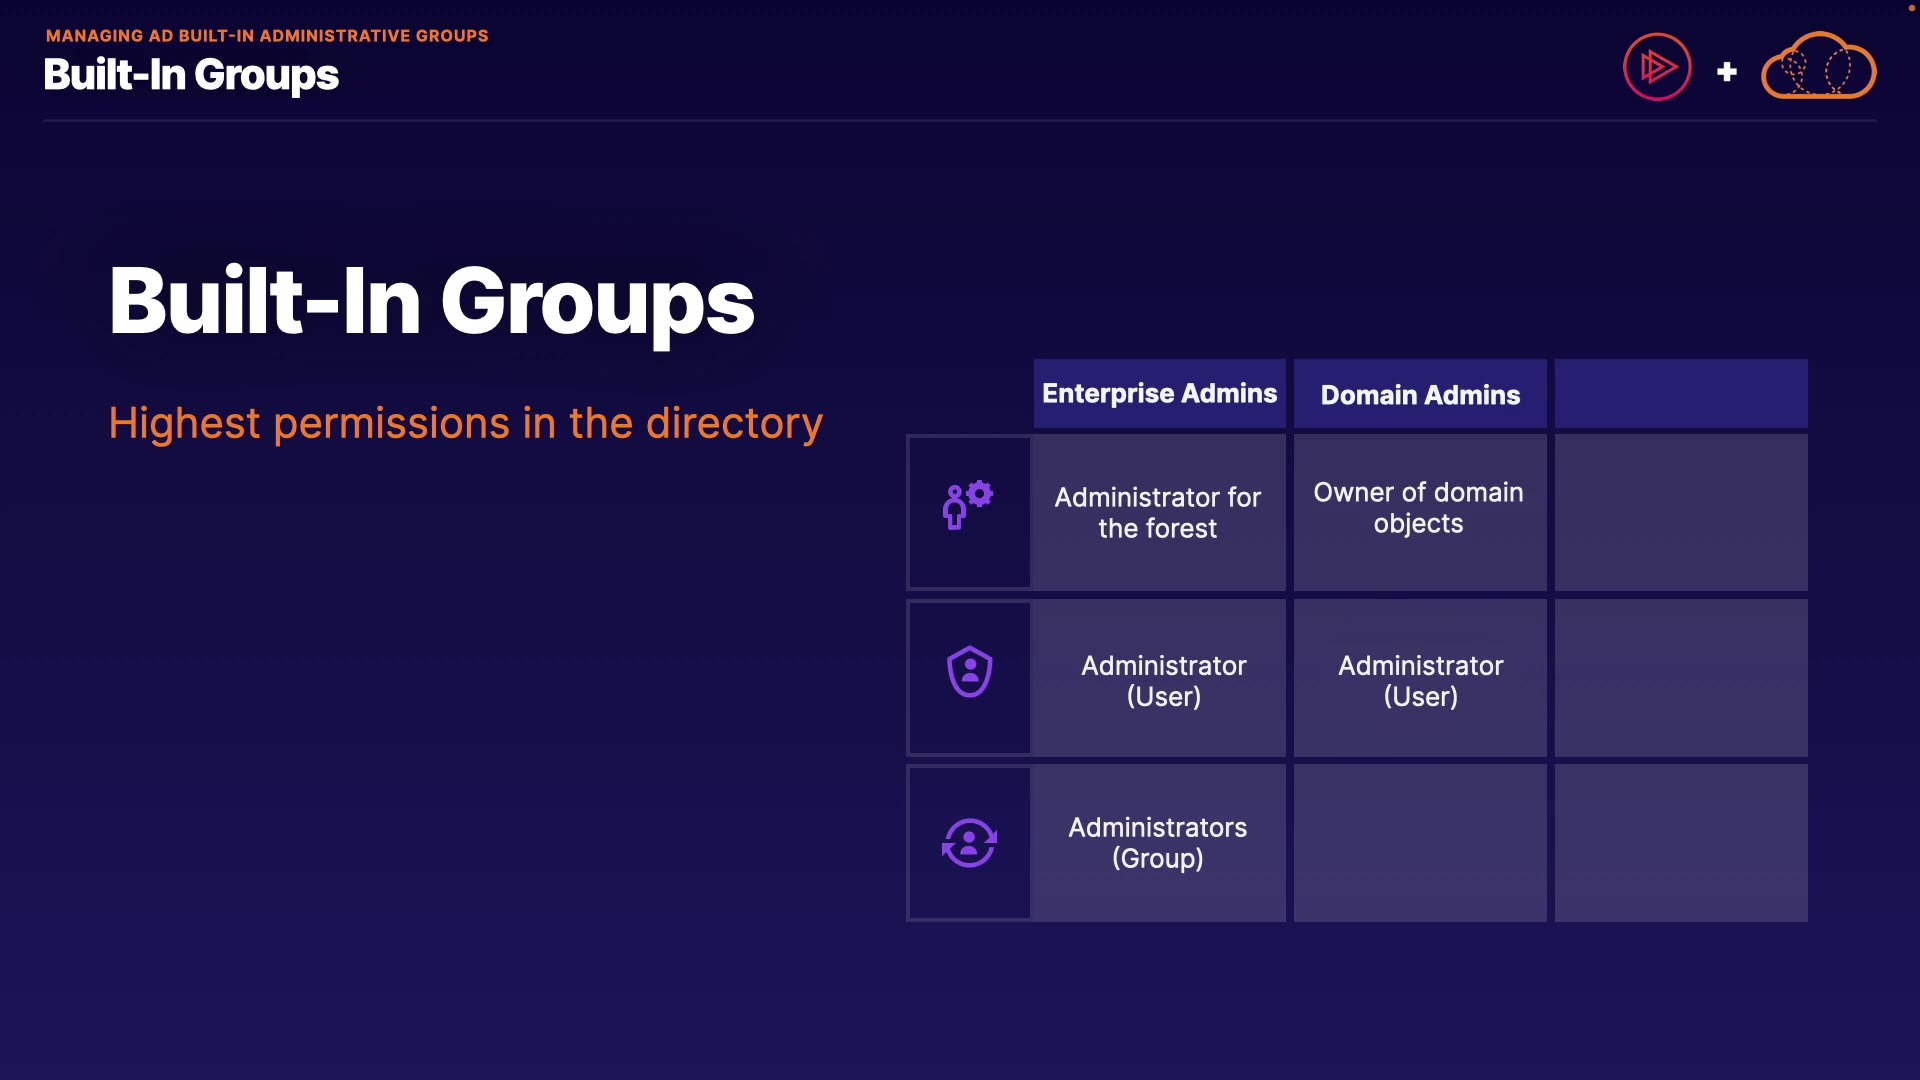 MANAGING AD BUILT-IN ADMINISTRATIVE GROUPS
Built-In Groups
Built-In Groups
Highest permissions in the directory
Enterprise Admins
Domain Admins
Administrator for
the forest
Owner of domain
objects
Administrator
(User)
Administrator
(User)
Administrators
(Group)